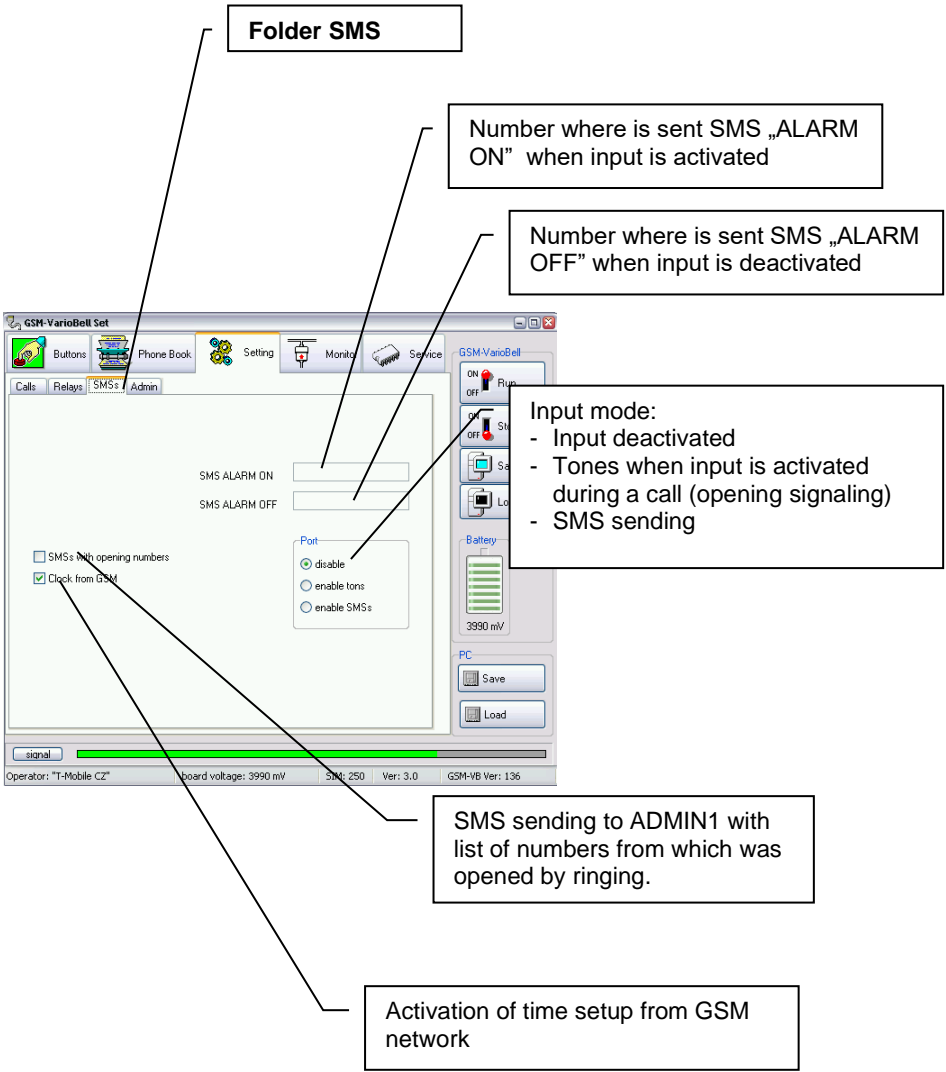 Folder SMS
Number where is sent SMS „ALARM
ON” when input is activated
Number where is sent SMS „ALARM
OFF” when input is deactivated
GSM-VarioBell Set
Buttons
Phone Book
Setting
Monitor
Service
Calls
Relays
SMSs
Admin
SMS ALARM ON
SMS ALARM OFF
SMSs with opening numbers
Clock from GSM
Port
disable
enable tons
enable SMSs
GSM-VarioBell
ON
OFF
Run
ON
OFF
Input mode:
- Input deactivated
- Tones when input is activated
during a call (opening signaling)
- SMS sending
Battery
3990 mV
PC
Save
Load
signal
Operator: "T-Mobile CZ"
board voltage: 3990 mV
SIM: 250
Ver: 3.0
GSM-VB Ver: 136
SMS sending to ADMIN1 with
list of numbers from which was
opened by ringing.
Activation of time setup from GSM
network